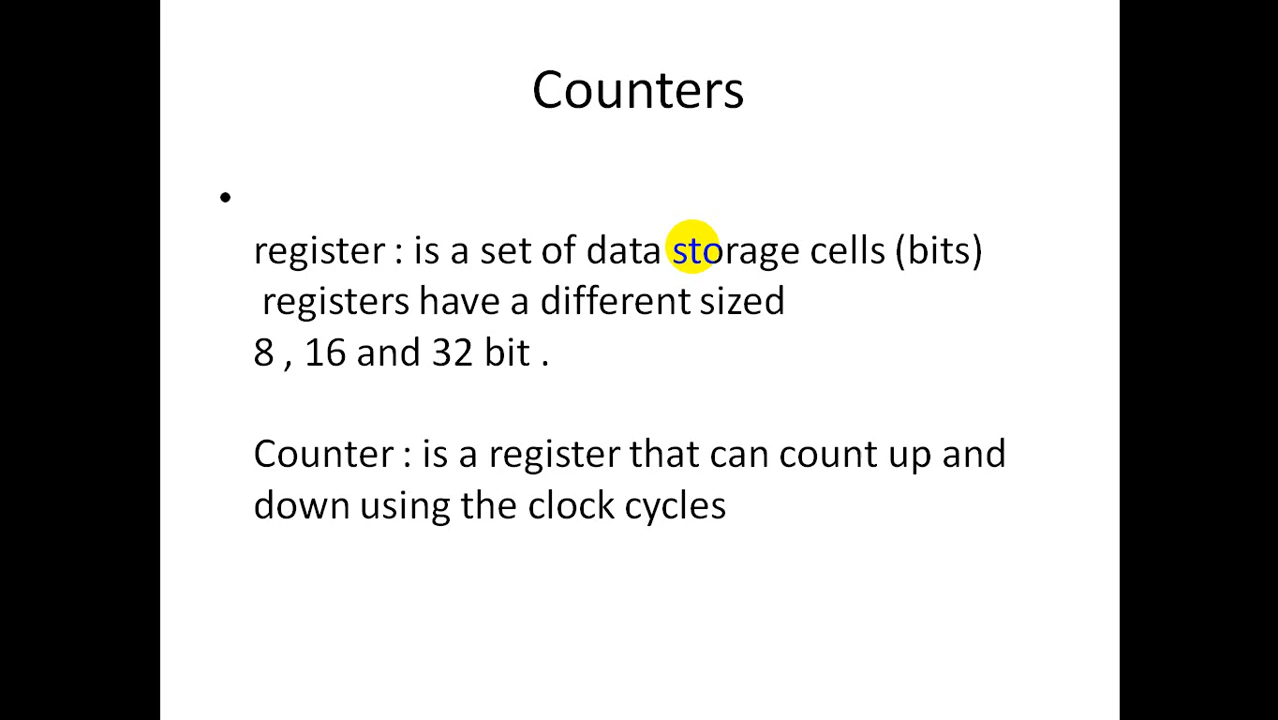 Counters
•
register : is a set of data storage cells (bits)
registers have a different sized
8 , 16 and 32 bit .
Counter : is a register that can count up and
down using the clock cycles